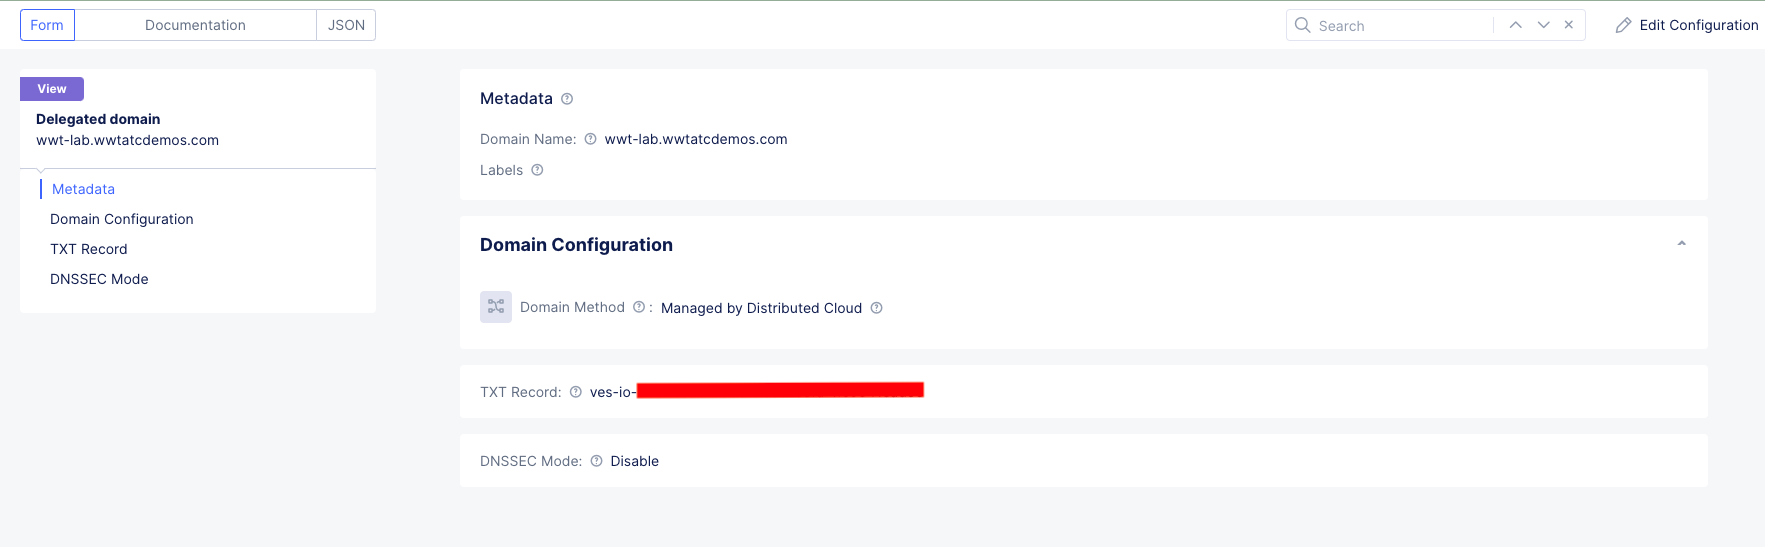 Form Documentation JSON
Search
Edit Configuration
View
Delegated domain
wwt-lab.wwtatcdemos.com
Metadata
Domain Configuration
TXT Record
DNSSEC Mode
Metadata
Domain Name: wwt-lab.wwtatcdemos.com
Labels
Domain Configuration
Domain Method : Managed by Distributed Cloud
TXT Record: ves-io-
DNSSEC Mode: Disable